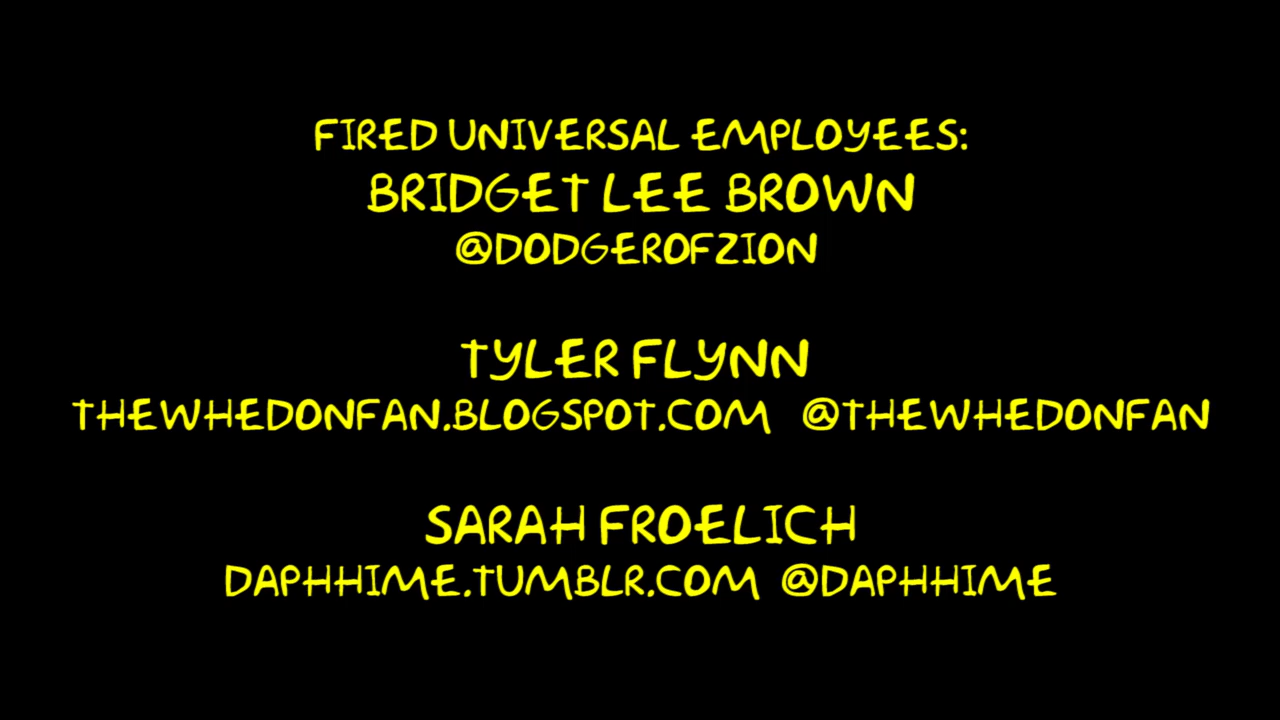 FIRED UNIVERSAL EMPLOYEES:
BRIDGET LEE BROWN
@DODGEROFZION
TYLER FLYNN
THEWHEDONFAN.BLOGSPOT.COM @THEWHEDONFAN
SARAH FROELICH
DAPHHIME.TUMBLR.COM @DAPHHIME